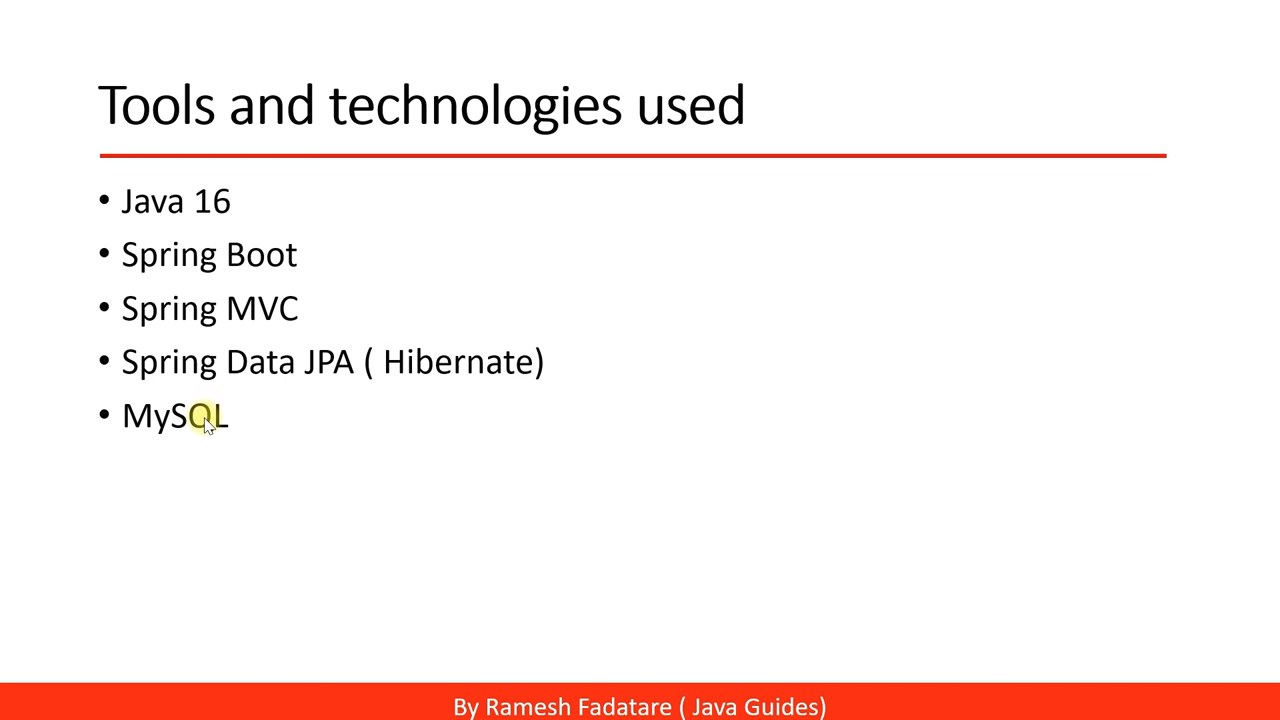 Tools and technologies used
• Java 16
• Spring Boot
• Spring MVC
• Spring Data JPA ( Hibernate)
• MySQL
By Ramesh Fadatare ( Java Guides)